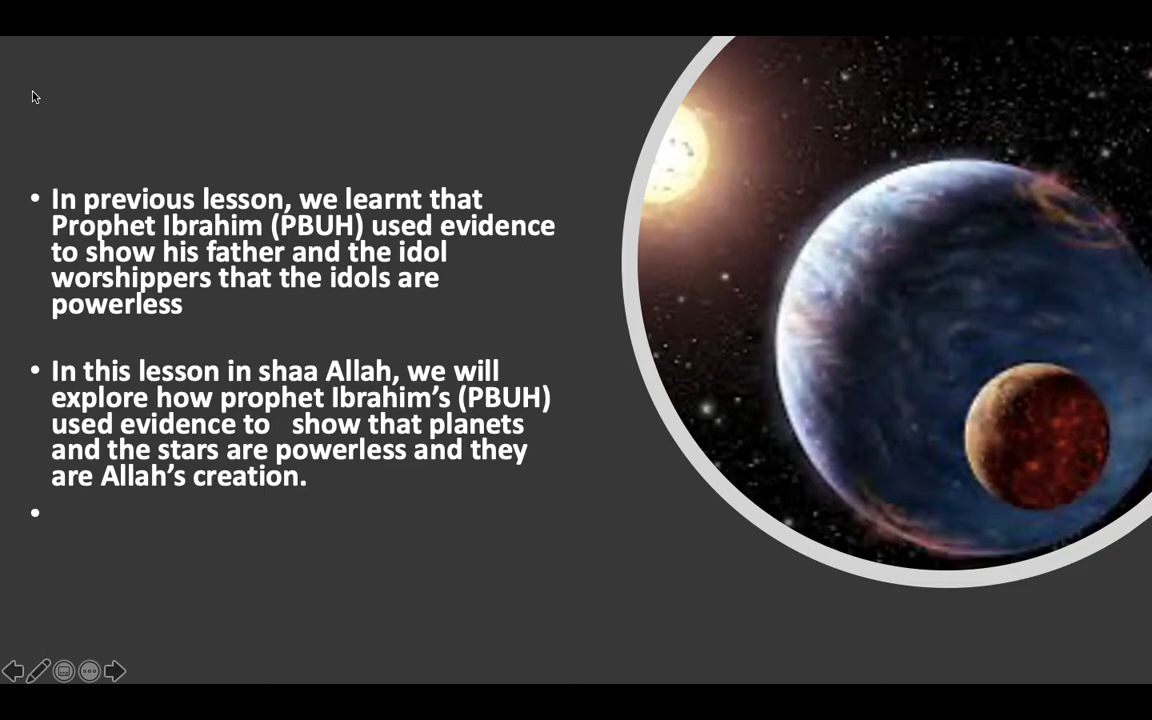 • In previous lesson, we learnt that
Prophet Ibrahim (PBUH) used evidence
to show his father and the idol
worshippers that the idols are
powerless
• In this lesson in shaa Allah, we will
explore how prophet Ibrahim’s (PBUH)
used evidence to   show that planets
and the stars are powerless and they
are Allah’s creation.
•